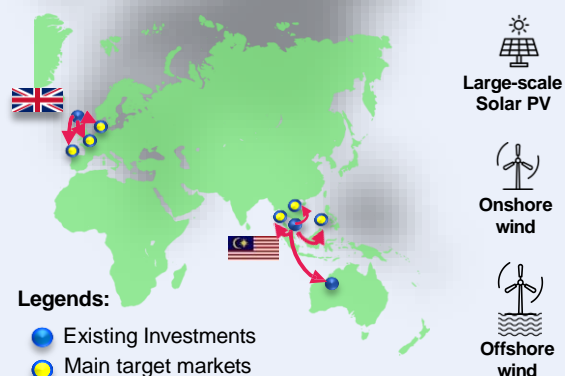 Large-scale
Solar PV
Onshore
wind
Offshore
wind
Legends:
Existing Investments
Main target markets